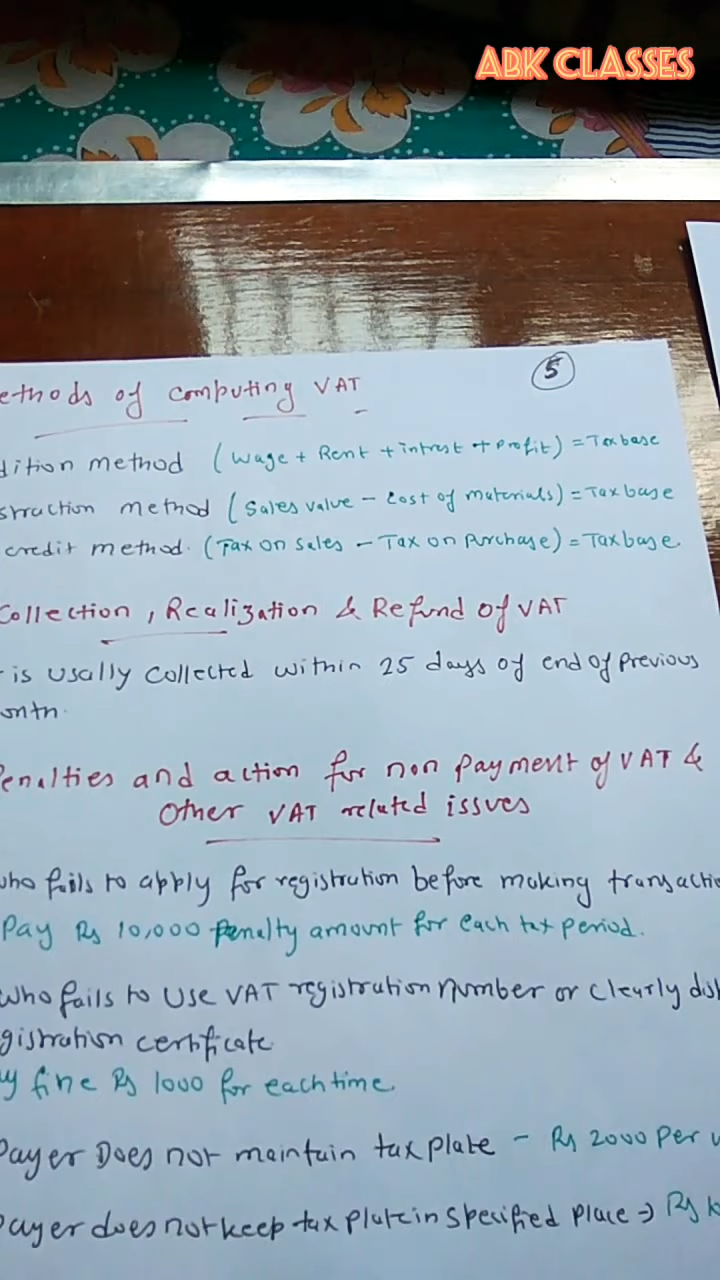 ABK CLASSES
5
ethods of computing VAT
dition method (wage + Rent + intrest + profit) = Tax base
struction method (Sales value - Cost of materials) = Tax base
credit method. (Tax on sales - Tax on purchase) = Tax base.
Collection, Realization & Refund of VAT
is usally collected within 25 days of end of previous
onth.
enalties and action for non payment of VAT &
other VAT related issues
who fails to apply for registration before making transactio
Pay Rs 10,000 Penalty amount for each tax period.
who fails to use VAT registration number or clearly dis
gistration certificate.
y fine Rs 1000 for each time.
Payer Does not maintain tax plate - Rs 2000 Per
payer does not keep tax plate in specified place → Rs